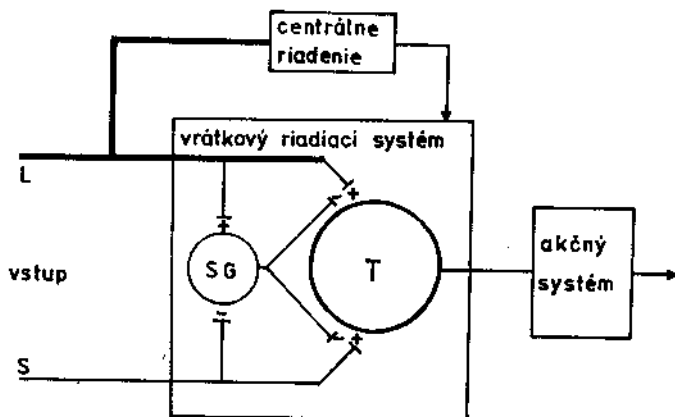 centrálne
riadenie
vrátkový riadiaci systém
L
+
- +
SG
T
vstup
akčný
systém
-
- +
S